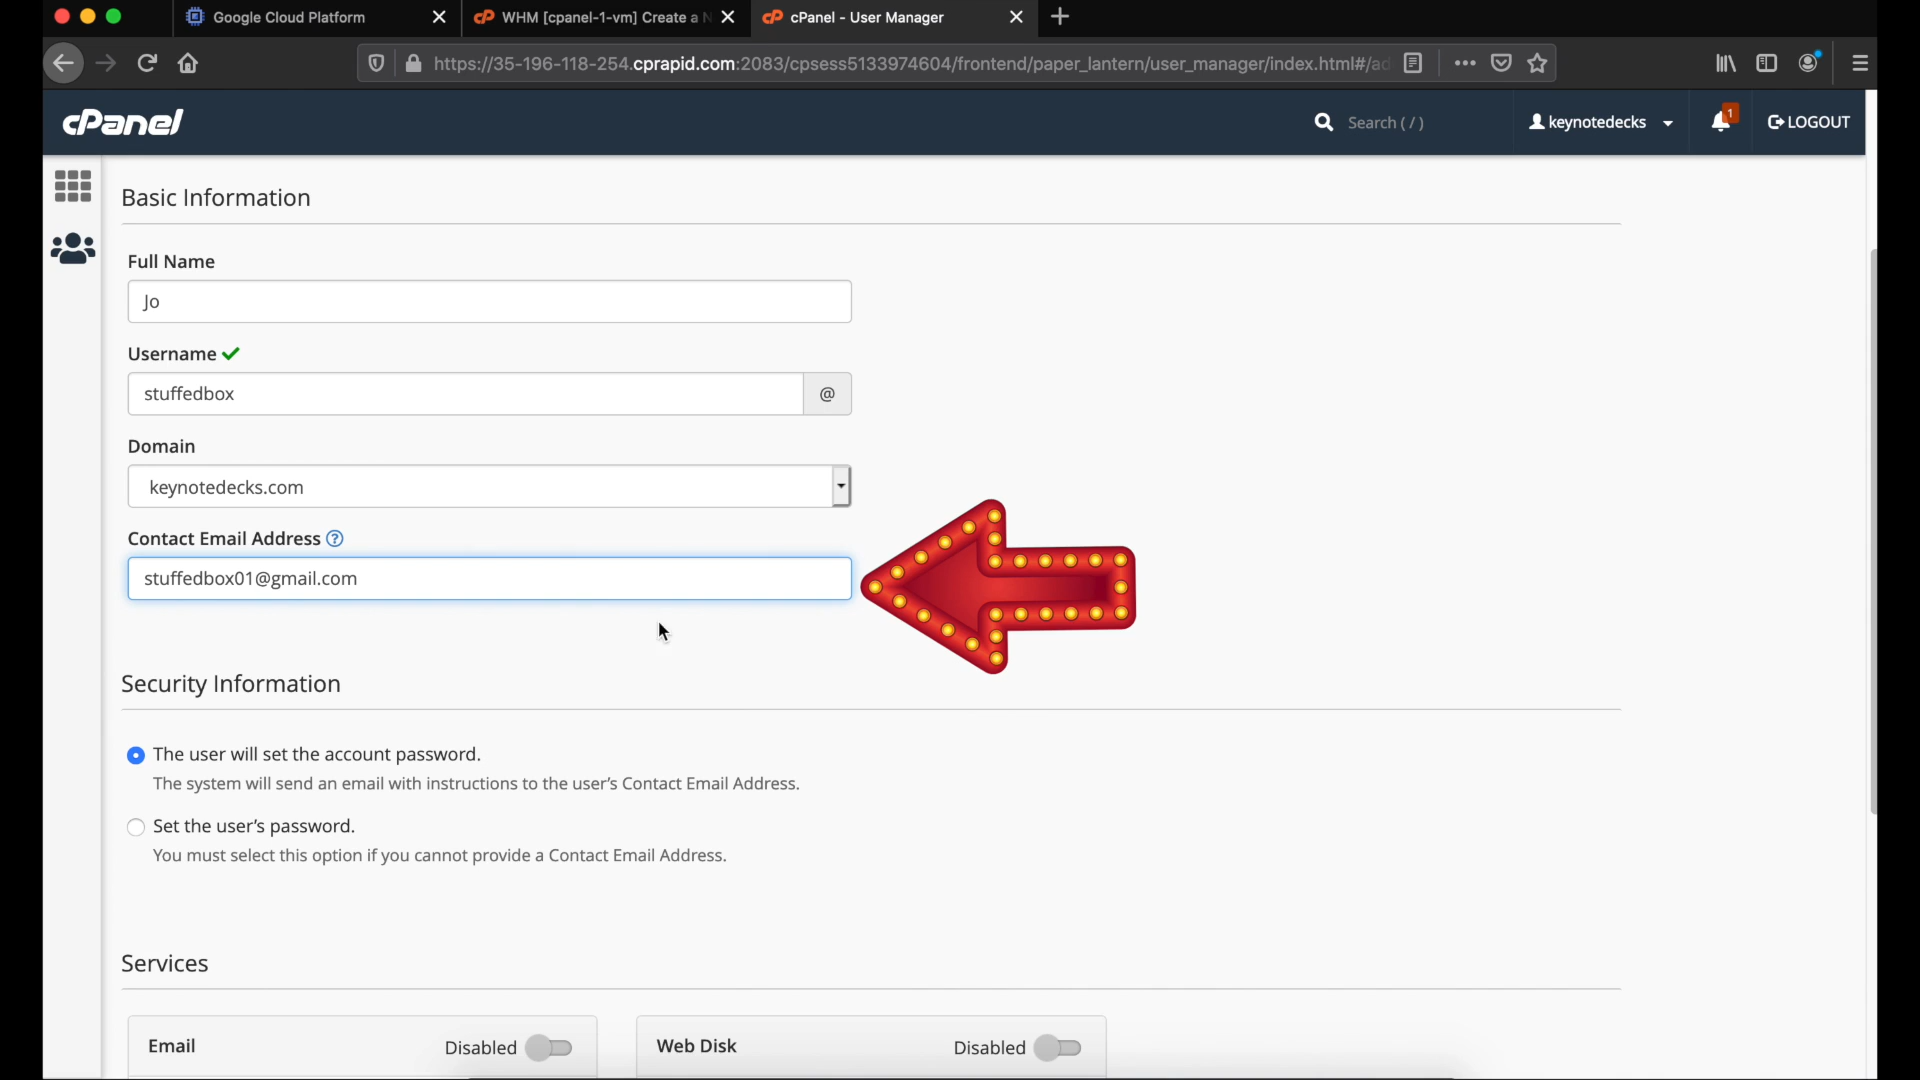 Google Cloud Platform
WHM [cpanel-1-vm] Create a N
cPanel - User Manager
https://35-196-118-254.cprapid.com:2083/cpsess5133974604/frontend/paper_lantern/user_manager/index.html#/ad
cPanel
Search ( / )
keynotedecks
1
LOGOUT
Basic Information
Full Name
Jo
Username
stuffedbox
@
Domain
keynotedecks.com
Contact Email Address ?
stuffedbox01@gmail.com
Security Information
The user will set the account password.
The system will send an email with instructions to the user's Contact Email Address.
Set the user's password.
You must select this option if you cannot provide a Contact Email Address.
Services
Email
Disabled
Web Disk
Disabled